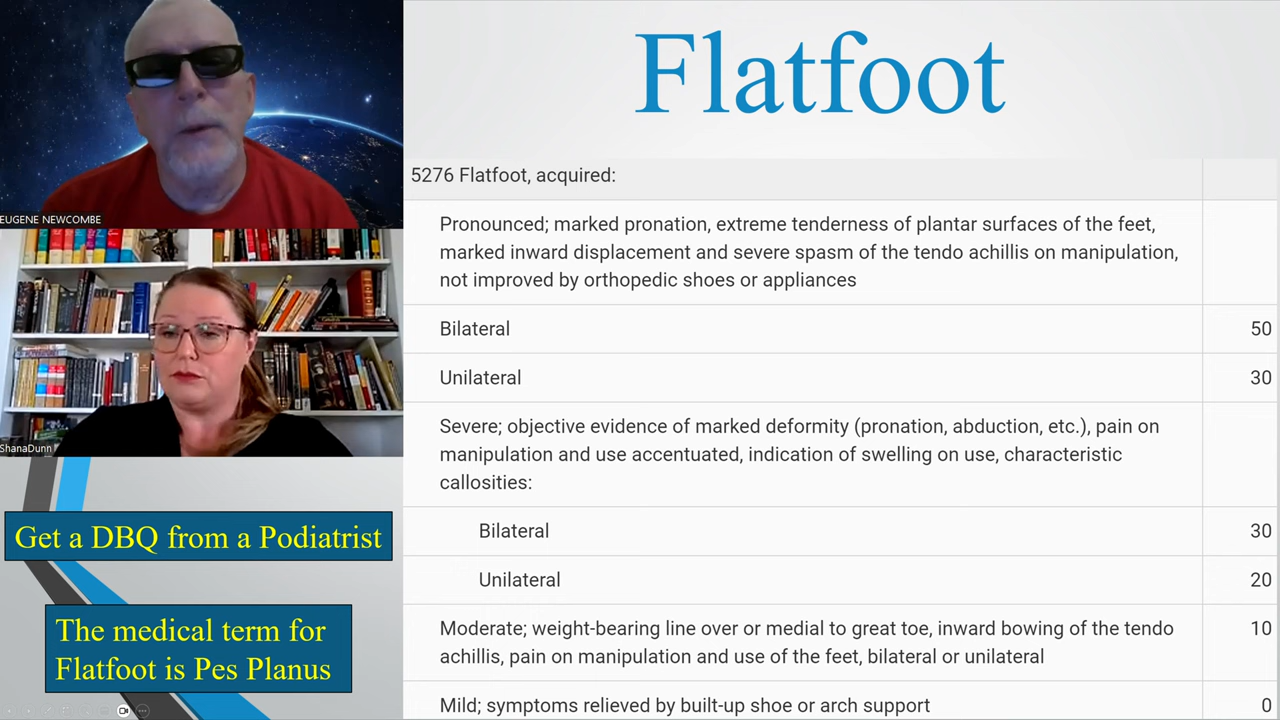 Flatfoot
EUGENE NEWCOMBE
ShanaDunn
Get a DBQ from a Podiatrist
The medical term for
Flatfoot is Pes Planus
5276 Flatfoot, acquired:
Pronounced; marked pronation, extreme tenderness of plantar surfaces of the feet,
marked inward displacement and severe spasm of the tendo achillis on manipulation,
not improved by orthopedic shoes or appliances
Bilateral 50
Unilateral 30
Severe; objective evidence of marked deformity (pronation, abduction, etc.), pain on
manipulation and use accentuated, indication of swelling on use, characteristic
callosities:
Bilateral 30
Unilateral 20
Moderate; weight-bearing line over or medial to great toe, inward bowing of the tendo 10
achillis, pain on manipulation and use of the feet, bilateral or unilateral
Mild; symptoms relieved by built-up shoe or arch support 0